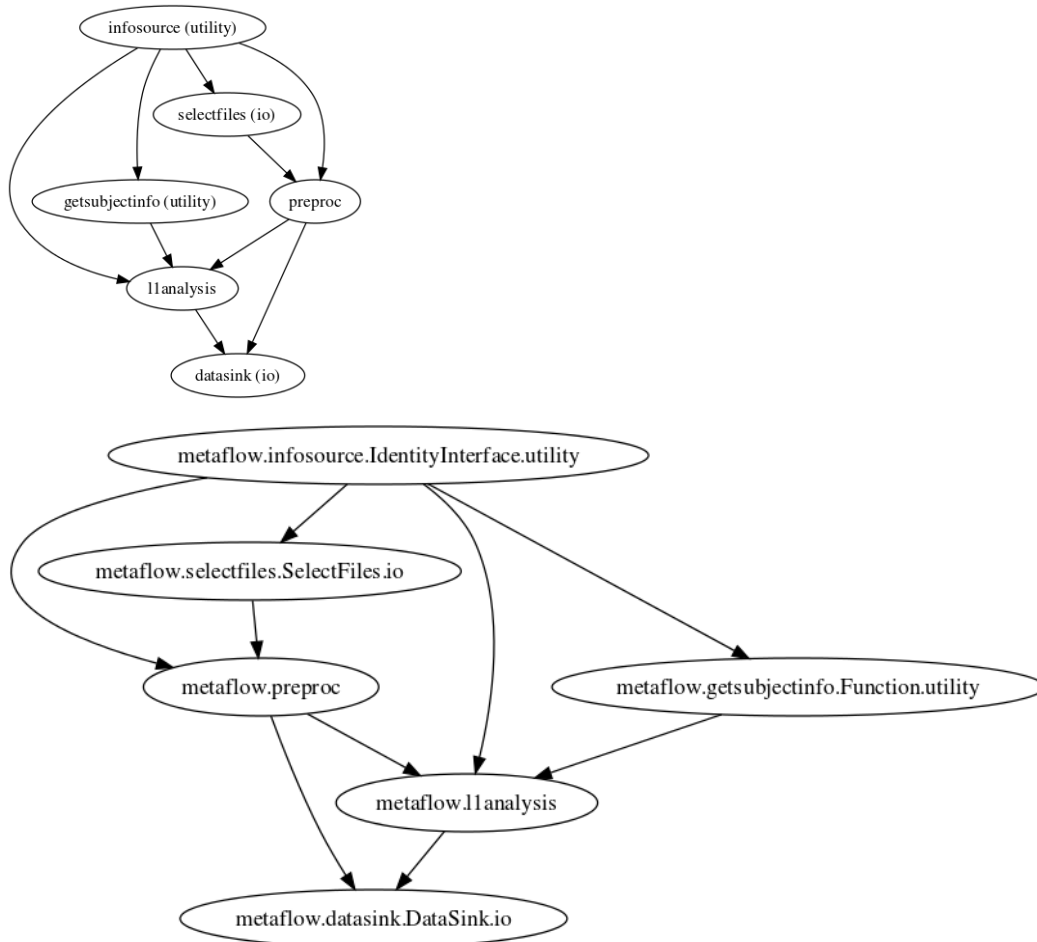 infosource (utility)
selectfiles (io)
getsubjectinfo (utility)
preproc
l1analysis
datasink (io)
metaflow.infosource.IdentityInterface.utility
metaflow.selectfiles.SelectFiles.io
metaflow.preproc
metaflow.getsubjectinfo.Function.utility
metaflow.l1analysis
metaflow.datasink.DataSink.io